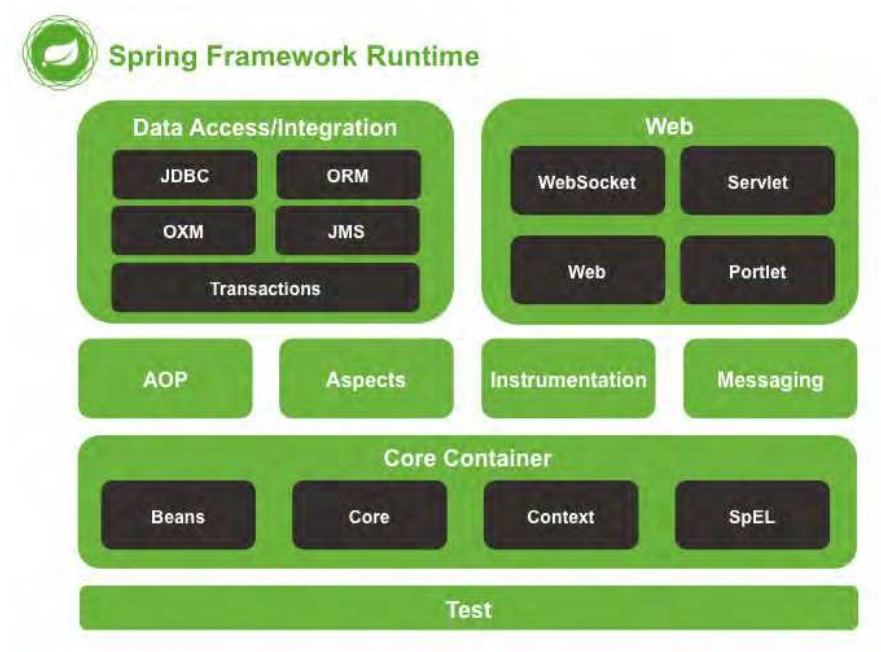 Spring Framework Runtime
Data Access/Integration
JDBC
ORM
OXM
JMS
Transactions
Web
WebSocket
Servlet
Web
Portlet
AOP
Aspects
Instrumentation
Messaging
Core Container
Beans
Core
Context
SpEL
Test